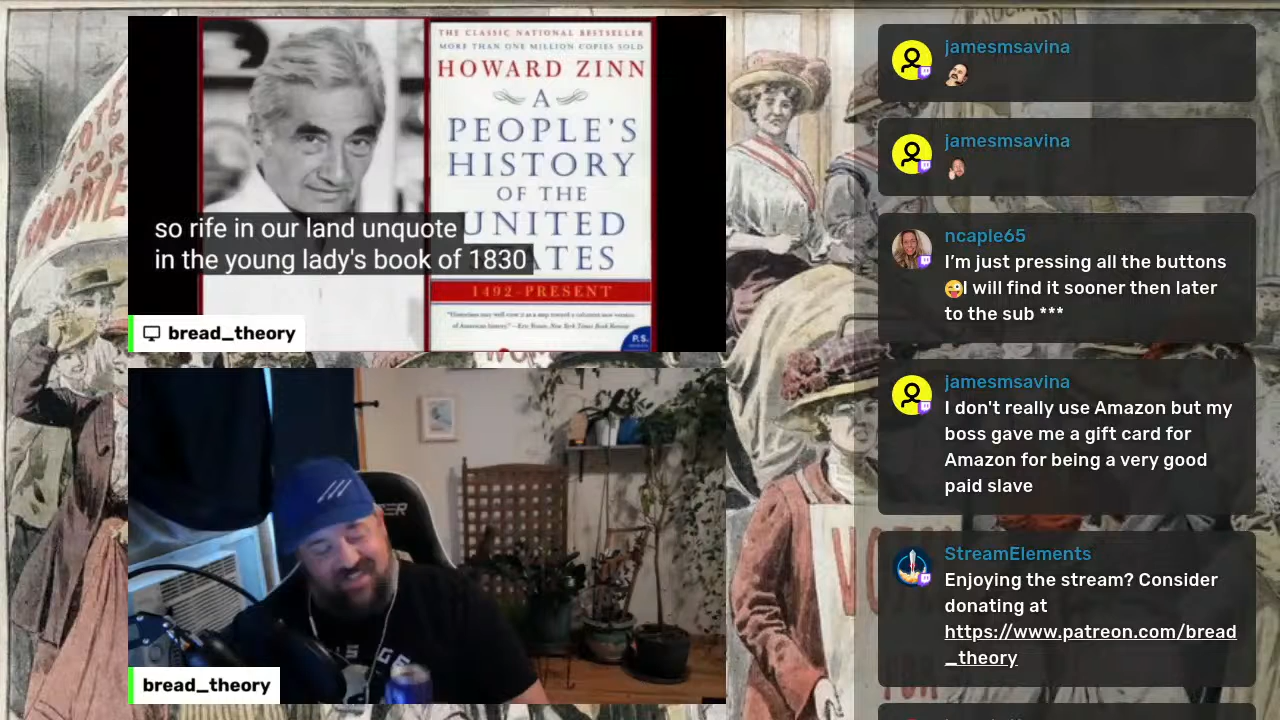 THE CLASSIC NATIONAL BESTSELLER
MORE THAN ONE MILLION COPIES SOLD
HOWARD ZINN
A
PEOPLE'S
HISTORY
OF THE
UNITED
ATES
1492–PRESENT
P.S.
so rife in our land unquote
in the young lady's book of 1830
bread_theory
bread_theory
VOTE
FOR
WOMEN
jamesmsavina
jamesmsavina
ncaple65
I’m just pressing all the buttons
😜I will find it sooner then later
to the sub ***
jamesmsavina
I don't really use Amazon but my
boss gave me a gift card for
Amazon for being a very good
paid slave
StreamElements
Enjoying the stream? Consider
donating at
https://www.patreon.com/bread
_theory